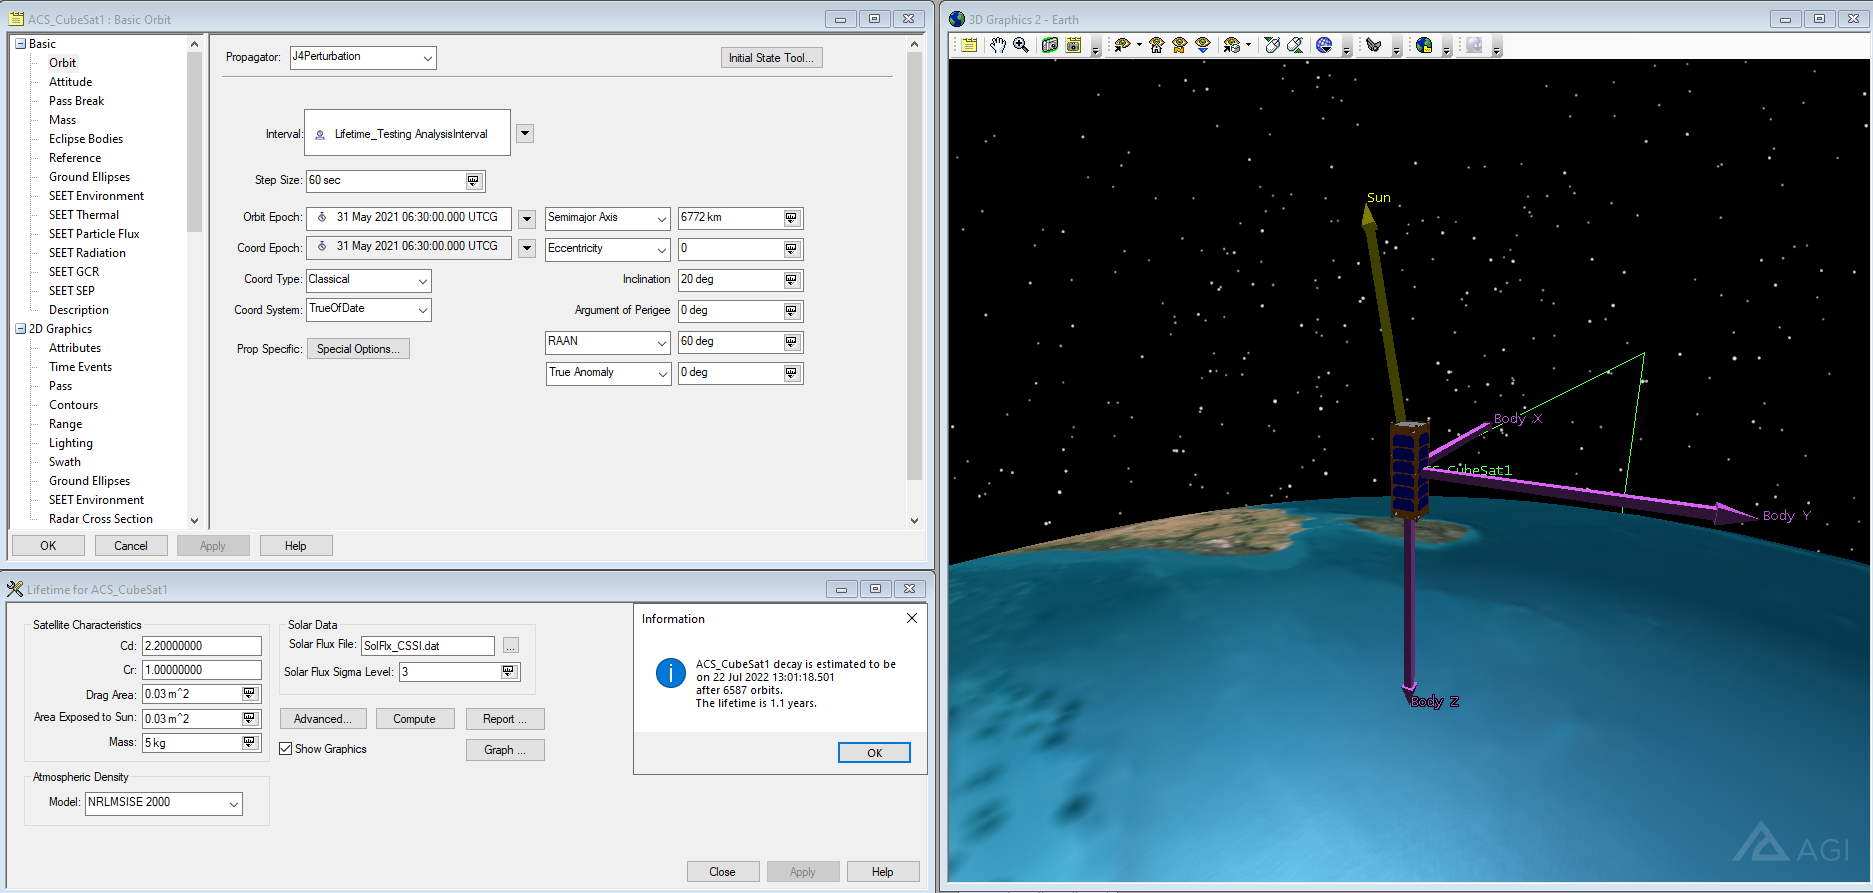 ACS_CubeSat1 : Basic Orbit
Basic
Orbit
Attitude
Pass Break
Mass
Eclipse Bodies
Reference
Ground Ellipses
SEET Environment
SEET Thermal
SEET Particle Flux
SEET Radiation
SEET GCR
SEET SEP
Description
2D Graphics
Attributes
Time Events
Pass
Contours
Range
Lighting
Swath
Ground Ellipses
SEET Environment
Radar Cross Section
Propagator: J4Perturbation
Initial State Tool...
Interval: Lifetime_Testing AnalysisInterval
Step Size: 60 sec
Orbit Epoch: 31 May 2021 06:30:00.000 UTCG
Semimajor Axis 6772 km
Coord Epoch: 31 May 2021 06:30:00.000 UTCG
Eccentricity 0
Coord Type: Classical
Inclination 20 deg
Coord System: TrueOfDate
Argument of Perigee 0 deg
Prop Specific: Special Options...
RAAN 60 deg
True Anomaly 0 deg
OK Cancel Apply Help
Lifetime for ACS_CubeSat1
Satellite Characteristics
Cd: 2.20000000
Cr: 1.00000000
Drag Area: 0.03 m^2
Area Exposed to Sun: 0.03 m^2
Mass: 5 kg
Atmospheric Density
Model: NRLMSISE 2000
Solar Data
Solar Flux File: SolFlx_CSSI.dat ...
Solar Flux Sigma Level: 3
Advanced... Compute Report ...
Show Graphics Graph ...
Information
ACS_CubeSat1 decay is estimated to be
on 22 Jul 2022 13:01:18.501
after 6587 orbits.
The lifetime is 1.1 years.
OK
Close Apply Help
3D Graphics 2 - Earth
Sun
Body X
CubeSat1
Body Y
Body Z
AGI